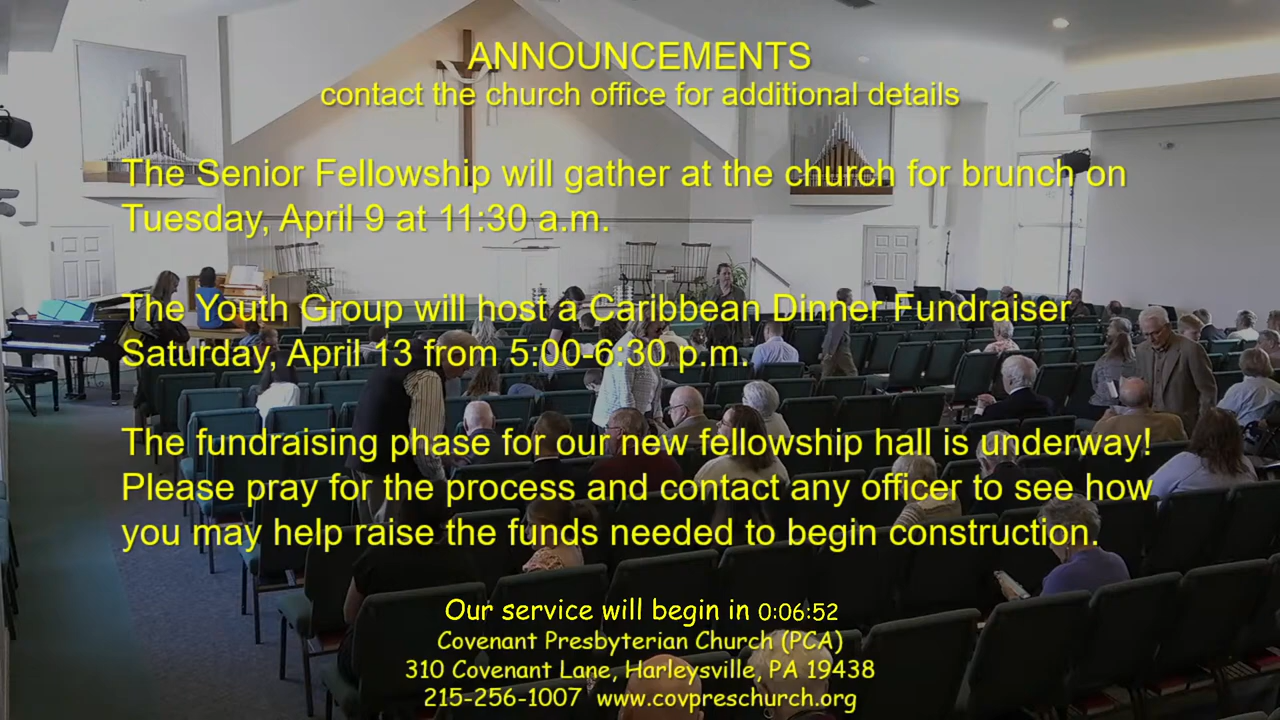 ANNOUNCEMENTS
contact the church office for additional details
The Senior Fellowship will gather at the church for brunch on
Tuesday, April 9 at 11:30 a.m.
The Youth Group will host a Caribbean Dinner Fundraiser
Saturday, April 13 from 5:00-6:30 p.m.
The fundraising phase for our new fellowship hall is underway!
Please pray for the process and contact any officer to see how
you may help raise the funds needed to begin construction.
Our service will begin in 0:06:52
Covenant Presbyterian Church (PCA)
310 Covenant Lane, Harleysville, PA 19438
215-256-1007 www.covpreschurch.org